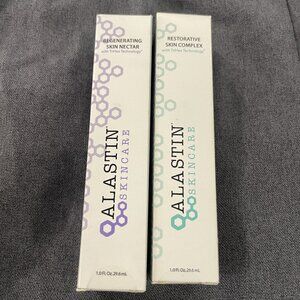 REGENERATING
SKIN NECTAR
with TriHex Technology®
ALASTIN
SKINCARE
1.0 Fl. Oz. 29.6 mL
RESTORATIVE
SKIN COMPLEX
with TriHex Technology®
ALASTIN
SKINCARE
1.0 Fl. Oz. 29.6 mL